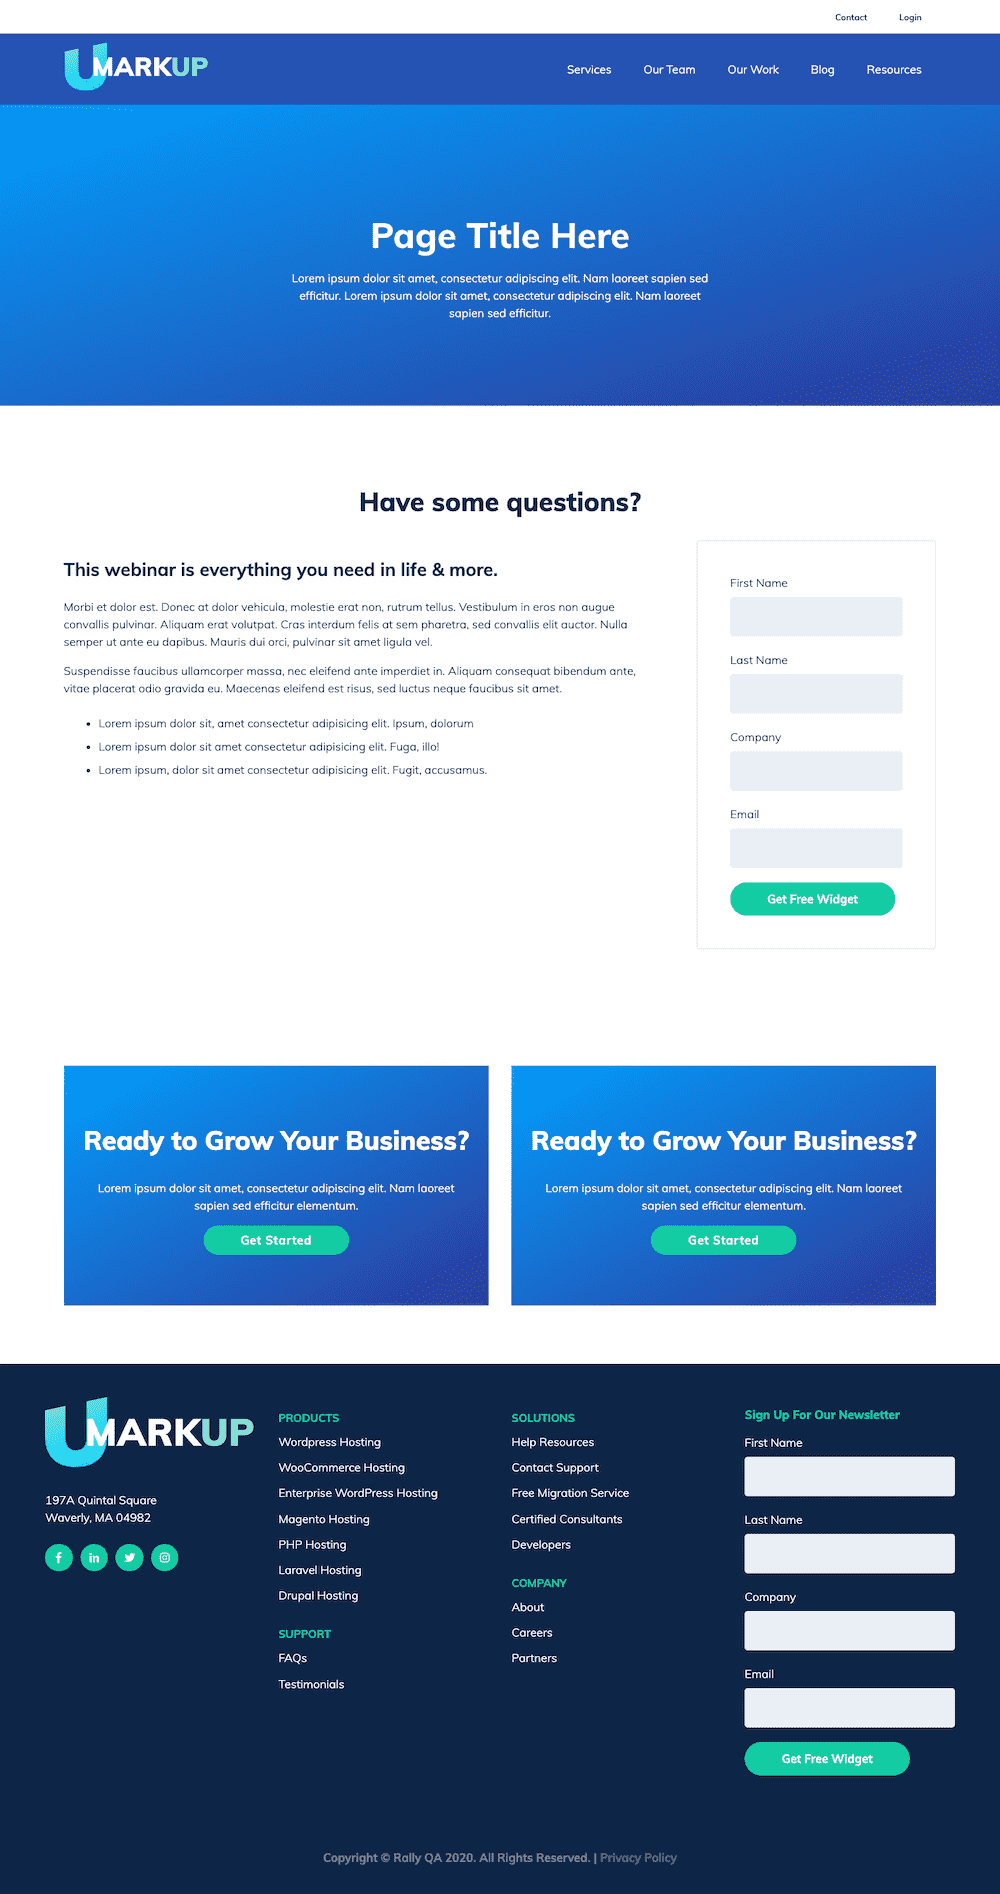 Contact Login
UMARKUP
Services Our Team Our Work Blog Resources
Page Title Here
Lorem ipsum dolor sit amet, consectetur adipiscing elit. Nam laoreet sapien sed
efficitur. Lorem ipsum dolor sit amet, consectetur adipiscing elit. Nam laoreet
sapien sed efficitur.
Have some questions?
This webinar is everything you need in life & more.
Morbi et dolor est. Donec at dolor vehicula, molestie erat non, rutrum tellus. Vestibulum in eros non augue
convallis pulvinar. Aliquam erat volutpat. Cras interdum felis at sem pharetra, sed convallis elit auctor. Nulla
semper ut ante eu dapibus. Mauris dui orci, pulvinar sit amet ligula vel.
Suspendisse faucibus ullamcorper massa, nec eleifend ante imperdiet in. Aliquam consequat bibendum ante,
vitae placerat odio gravida eu. Maecenas eleifend est risus, sed luctus neque faucibus sit amet.
• Lorem ipsum dolor sit, amet consectetur adipisicing elit. Ipsum, dolorum
• Lorem ipsum dolor sit amet consectetur adipisicing elit. Fuga, illo!
• Lorem ipsum, dolor sit amet consectetur adipisicing elit. Fugit, accusamus.
First Name
Last Name
Company
Email
Get Free Widget
Ready to Grow Your Business?
Lorem ipsum dolor sit amet, consectetur adipiscing elit. Nam laoreet
sapien sed efficitur elementum.
Get Started
Ready to Grow Your Business?
Lorem ipsum dolor sit amet, consectetur adipiscing elit. Nam laoreet
sapien sed efficitur elementum.
Get Started
UMARKUP
197A Quintal Square
Waverly, MA 04982
PRODUCTS
Wordpress Hosting
WooCommerce Hosting
Enterprise WordPress Hosting
Magento Hosting
PHP Hosting
Laravel Hosting
Drupal Hosting
SUPPORT
FAQs
Testimonials
SOLUTIONS
Help Resources
Contact Support
Free Migration Service
Certified Consultants
Developers
COMPANY
About
Careers
Partners
Sign Up For Our Newsletter
First Name
Last Name
Company
Email
Get Free Widget
Copyright © Rally QA 2020. All Rights Reserved. | Privacy Policy